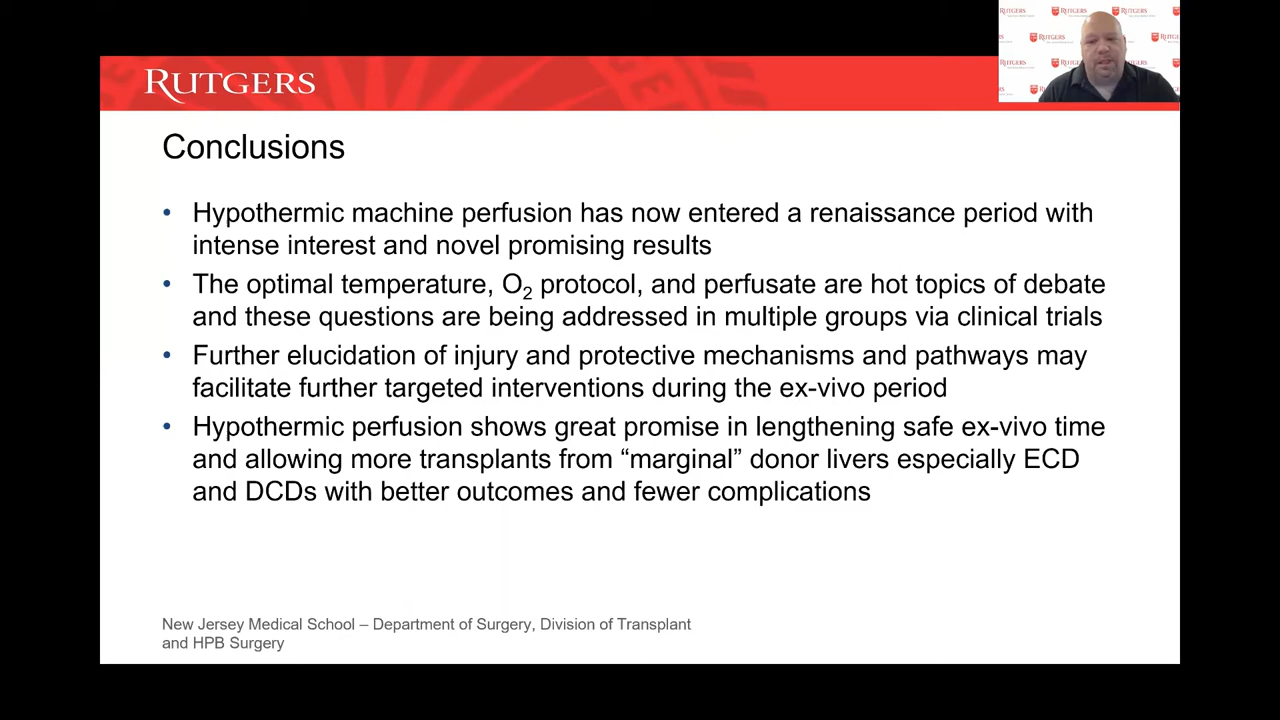 RUTGERS
Conclusions
• Hypothermic machine perfusion has now entered a renaissance period with
intense interest and novel promising results
• The optimal temperature, O₂ protocol, and perfusate are hot topics of debate
and these questions are being addressed in multiple groups via clinical trials
• Further elucidation of injury and protective mechanisms and pathways may
facilitate further targeted interventions during the ex-vivo period
• Hypothermic perfusion shows great promise in lengthening safe ex-vivo time
and allowing more transplants from “marginal” donor livers especially ECD
and DCDs with better outcomes and fewer complications
New Jersey Medical School – Department of Surgery, Division of Transplant
and HPB Surgery